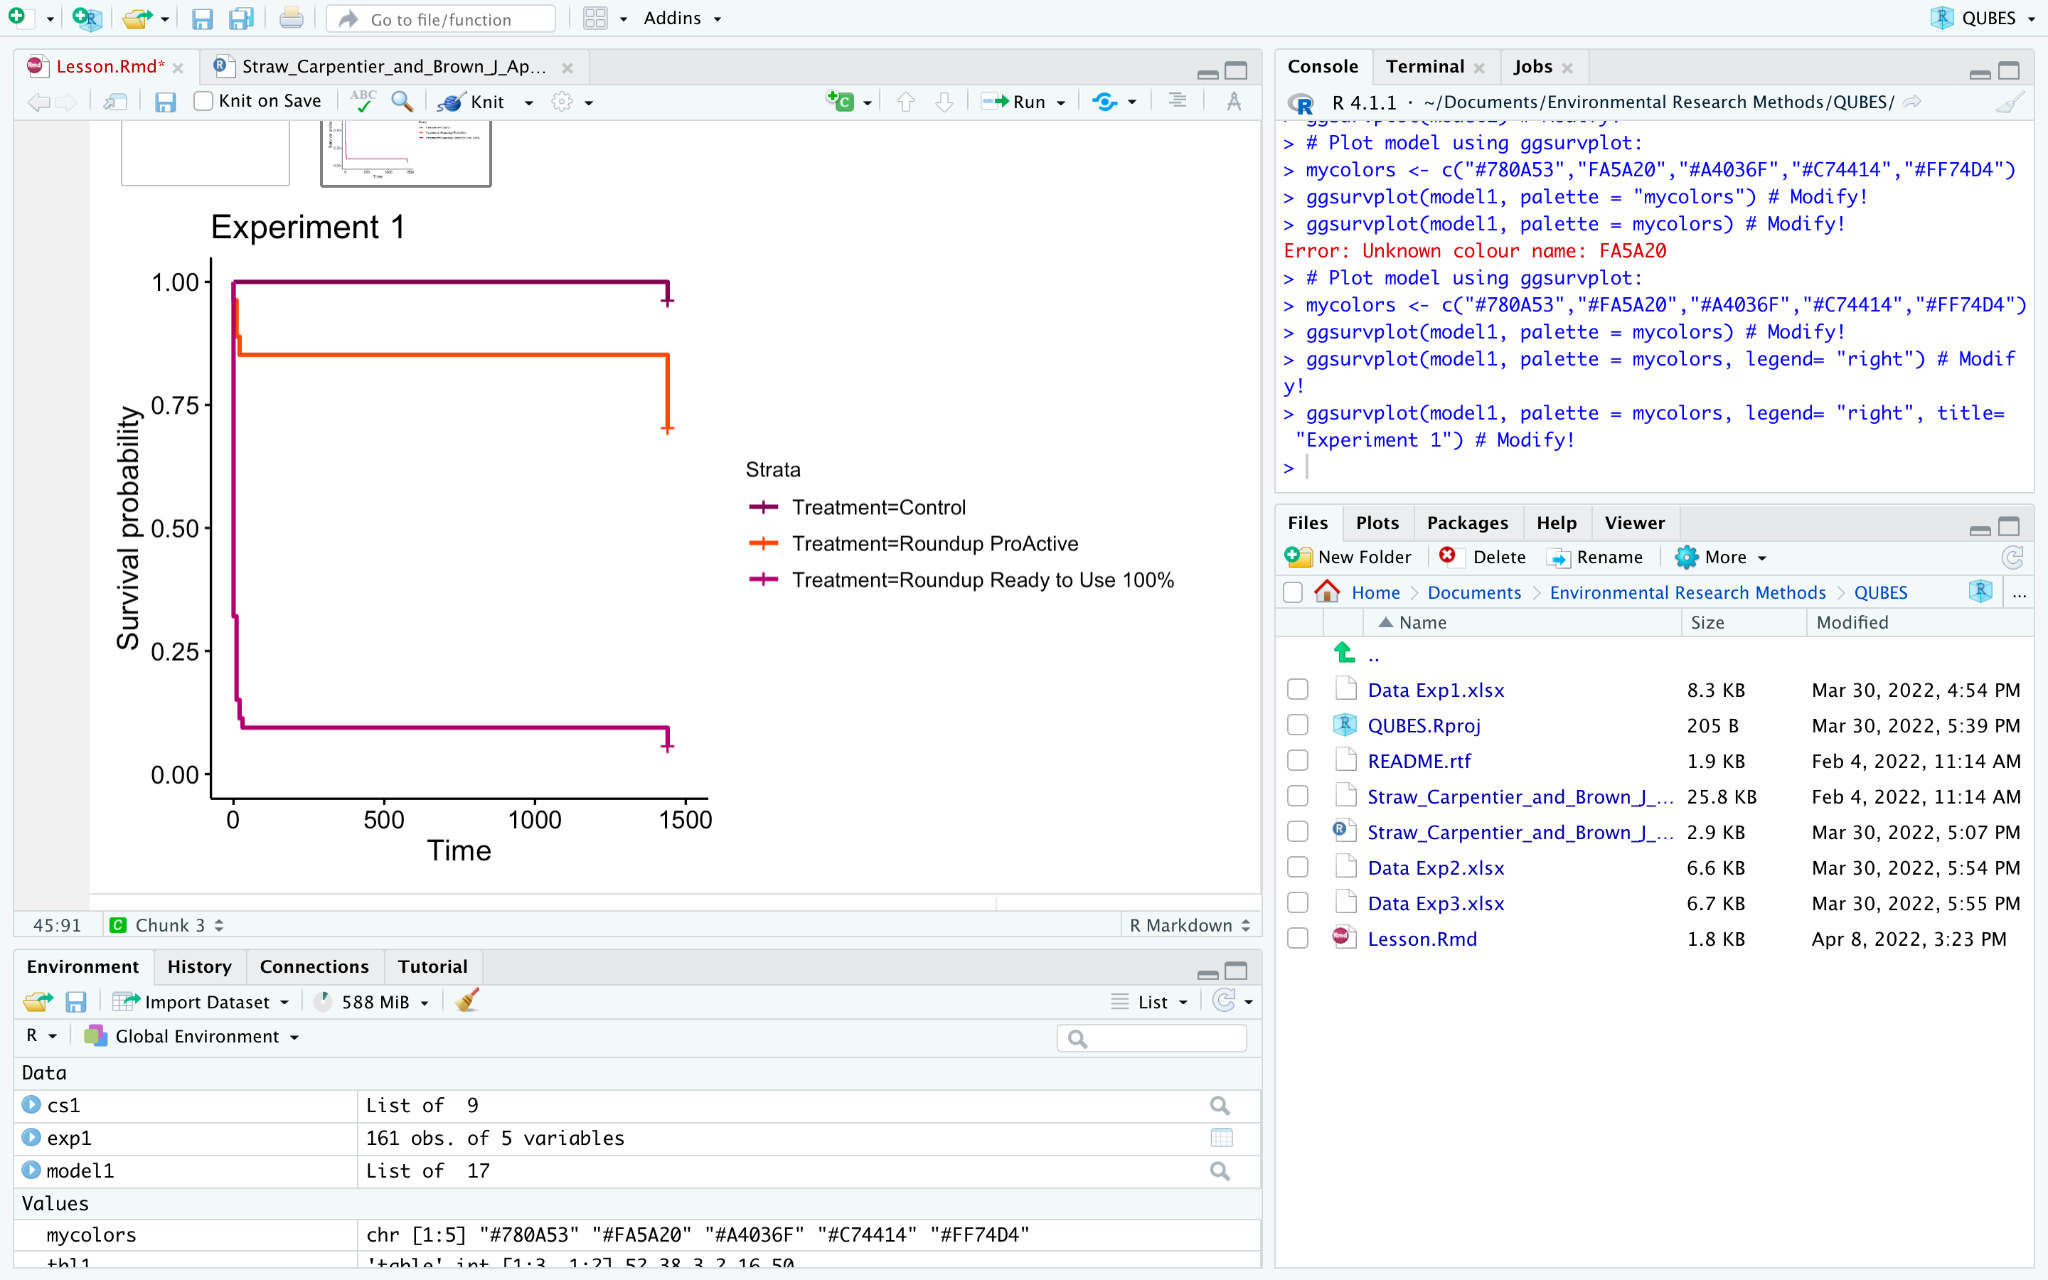 Go to file/function
Addins
QUBES
Lesson.Rmd*
Straw_Carpentier_and_Brown_J_Ap...
Knit on Save
ABC
Knit
Run
Experiment 1
1.00
0.75
0.50
0.25
0.00
Survival probability
0 500 1000 1500
Time
Strata
Treatment=Control
Treatment=Roundup ProActive
Treatment=Roundup Ready to Use 100%
45:91
C Chunk 3
R Markdown
Environment History Connections Tutorial
Import Dataset 588 MiB List
R Global Environment
Data
cs1 List of 9
exp1 161 obs. of 5 variables
model1 List of 17
Values
mycolors chr [1:5] "#780A53" "#FA5A20" "#A4036F" "#C74414" "#FF74D4"
Console Terminal Jobs
R 4.1.1 · ~/Documents/Environmental Research Methods/QUBES/
> # Plot model using ggsurvplot:
> mycolors <- c("#780A53","FA5A20","#A4036F","#C74414","#FF74D4")
> ggsurvplot(model1, palette = "mycolors") # Modify!
> ggsurvplot(model1, palette = mycolors) # Modify!
Error: Unknown colour name: FA5A20
> # Plot model using ggsurvplot:
> mycolors <- c("#780A53","#FA5A20","#A4036F","#C74414","#FF74D4")
> ggsurvplot(model1, palette = mycolors) # Modify!
> ggsurvplot(model1, palette = mycolors, legend= "right") # Modif
y!
> ggsurvplot(model1, palette = mycolors, legend= "right", title=
"Experiment 1") # Modify!
>
Files Plots Packages Help Viewer
New Folder Delete Rename More
Home Documents Environmental Research Methods QUBES ...
Name Size Modified
..
Data Exp1.xlsx 8.3 KB Mar 30, 2022, 4:54 PM
QUBES.Rproj 205 B Mar 30, 2022, 5:39 PM
README.rtf 1.9 KB Feb 4, 2022, 11:14 AM
Straw_Carpentier_and_Brown_J_... 25.8 KB Feb 4, 2022, 11:14 AM
Straw_Carpentier_and_Brown_J_... 2.9 KB Mar 30, 2022, 5:07 PM
Data Exp2.xlsx 6.6 KB Mar 30, 2022, 5:54 PM
Data Exp3.xlsx 6.7 KB Mar 30, 2022, 5:55 PM
Lesson.Rmd 1.8 KB Apr 8, 2022, 3:23 PM